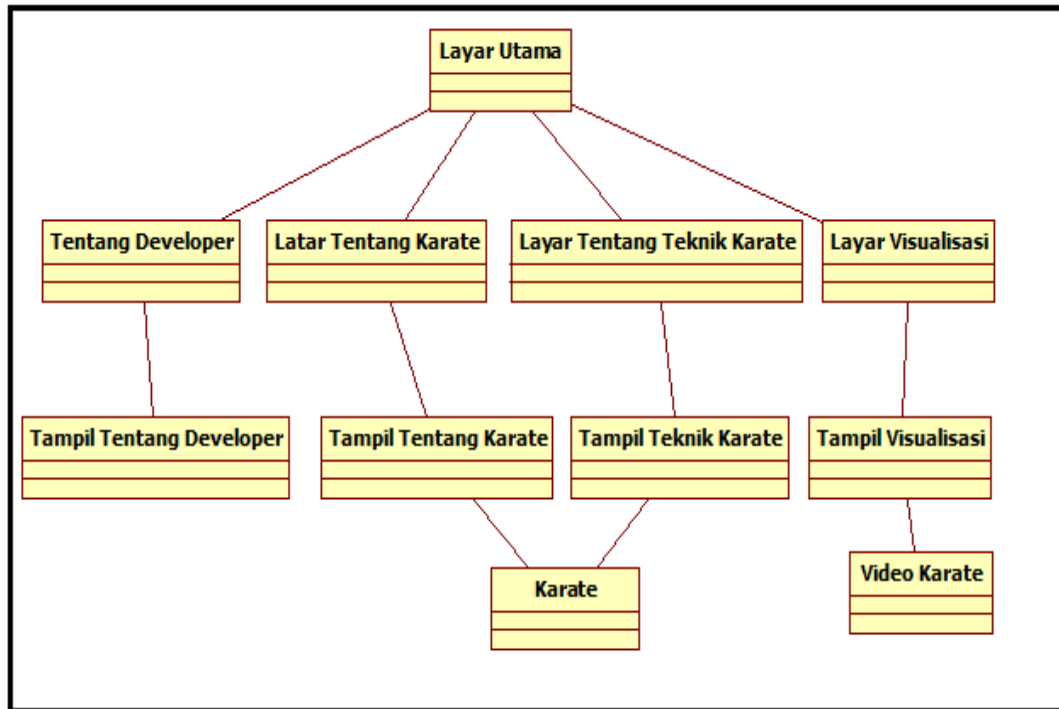 Layar Utama
Tentang Developer
Latar Tentang Karate
Layar Tentang Teknik Karate
Layar Visualisasi
Tampil Tentang Developer
Tampil Tentang Karate
Tampil Teknik Karate
Tampil Visualisasi
Karate
Video Karate